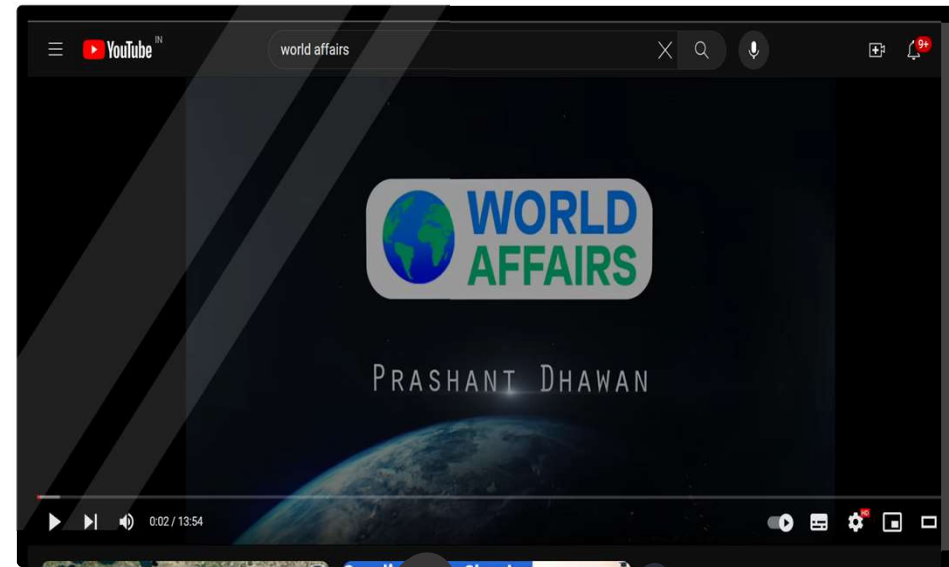 YouTube IN
world affairs
9+
WORLD
AFFAIRS
PRASHANT DHAWAN
0:02 / 13:54
HD